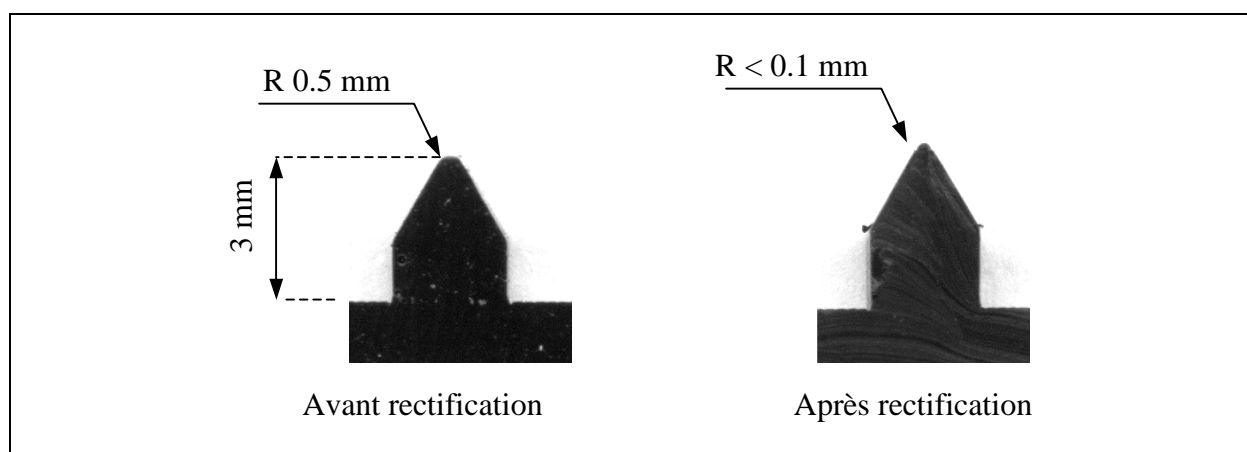 R 0.5 mm
R < 0.1 mm
3 mm
Avant rectification
Après rectification